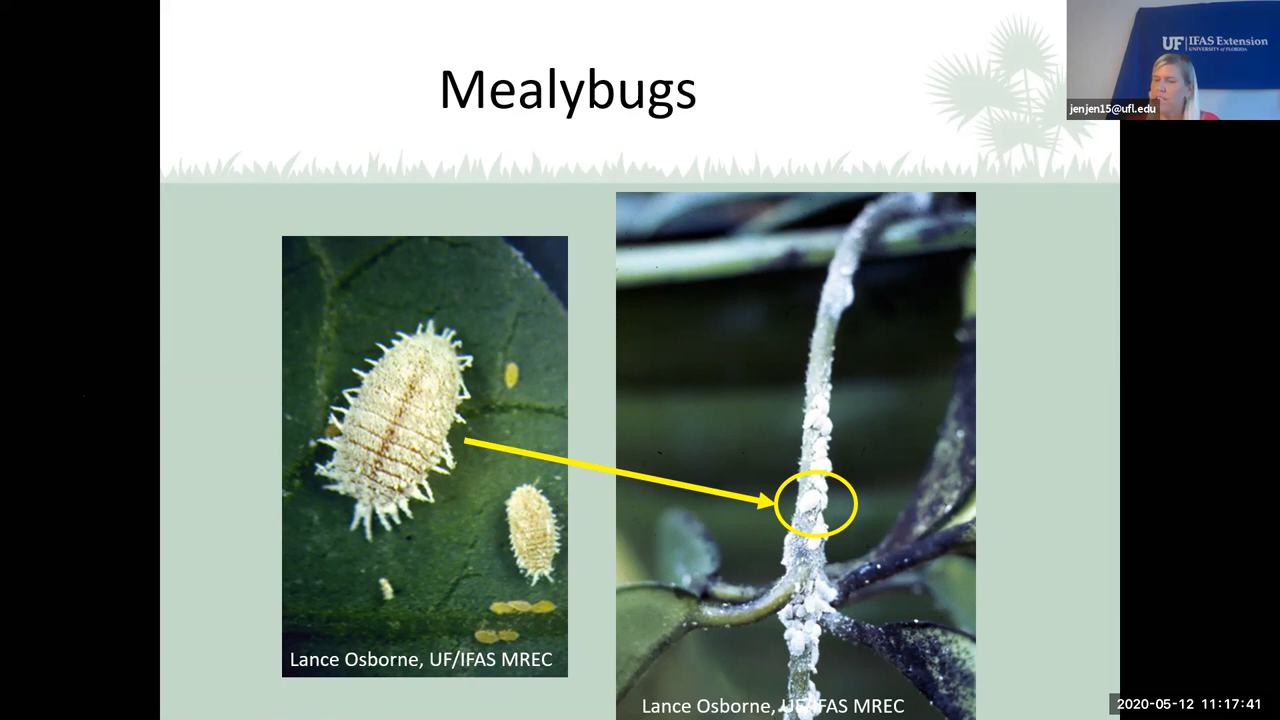 Mealybugs
UF IFAS Extension
UNIVERSITY of FLORIDA
jenjen15@ufl.edu
Lance Osborne, UF/IFAS MREC
Lance Osborne, UF/IFAS MREC
2020-05-12 11:17:41